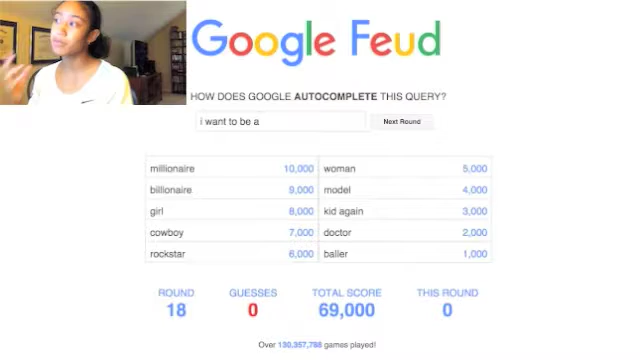 Google Feud
HOW DOES GOOGLE AUTOCOMPLETE THIS QUERY?
i want to be a
Next Round
millionaire 10,000 woman 5,000
billionaire 9,000 model 4,000
girl 8,000 kid again 3,000
cowboy 7,000 doctor 2,000
rockstar 6,000 baller 1,000
ROUND GUESSES TOTAL SCORE THIS ROUND
18 0 69,000 0
Over 130,357,788 games played!